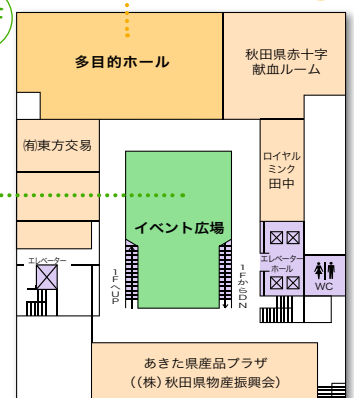 多目的ホール
秋田県赤十字
献血ルーム
㈲東方交易
ロイヤル
ミンク
田中
イベント広場
エレベーター
エレベーター
ホール
WC
1FへUP
1FからDN
あきた県産品プラザ
((株)秋田県物産振興会)